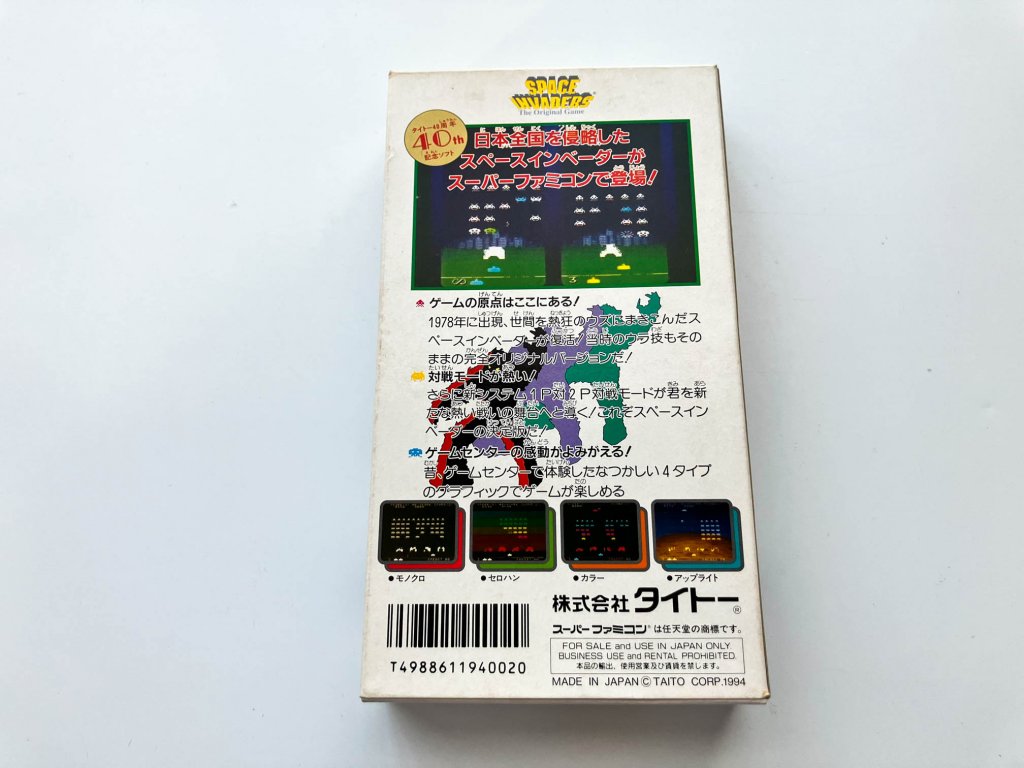 SPACE
INVADERS
The Original Game
タイトー40周年
40th
記念ソフト
日本全国を侵略した
スペースインベーダーが
スーパーファミコンで登場!
ゲームの原点はここにある!
1978年に出現、世間を熱狂のウズにまきこんだス
ペースインベーダーが復活!当時のウラ技もその
ままの完全オリジナルバージョンだ!
対戦モードが熱い!
さらに新システム1P対2P対戦モードが君を新
たな熱い戦いの舞台へと導く!これぞスペースイン
ベーダーの決定版だ!
ゲームセンターの感動がよみがえる!
昔、ゲームセンターで体験したなつかしい4タイプ
のグラフィックでゲームが楽しめる
●モノクロ ●セロハン ●カラー ●アップライト
株式会社タイトー®
スーパーファミコン®は任天堂の商標です。
FOR SALE and USE IN JAPAN ONLY.
BUSINESS USE and RENTAL PROHIBITED.
本品の輸出、使用営業及び賃貸を禁じます。
T4988611940020
MADE IN JAPAN © TAITO CORP.1994